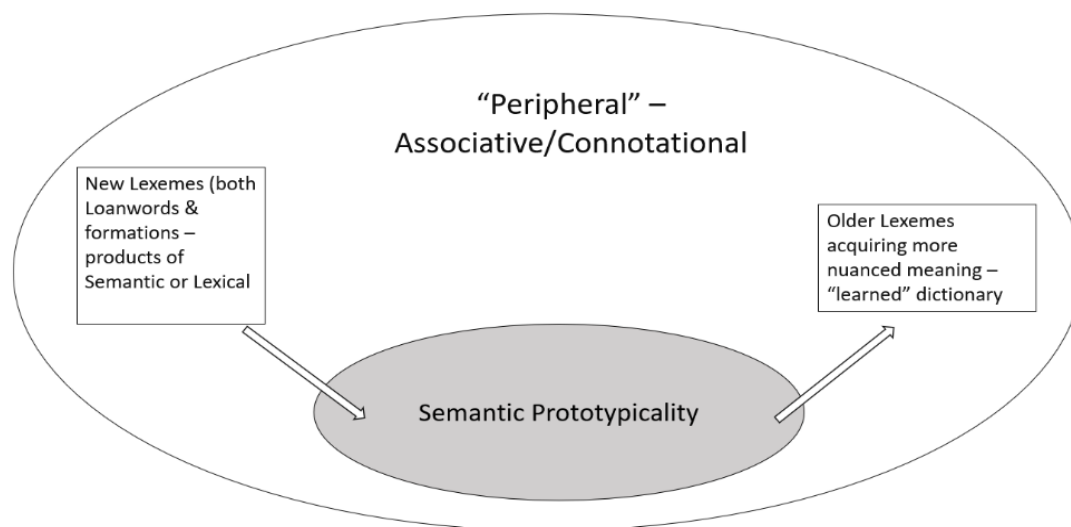 “Peripheral” –
Associative/Connotational
New Lexemes (both
Loanwords &
formations –
products of
Semantic or Lexical
Older Lexemes
acquiring more
nuanced meaning –
“learned” dictionary
Semantic Prototypicality